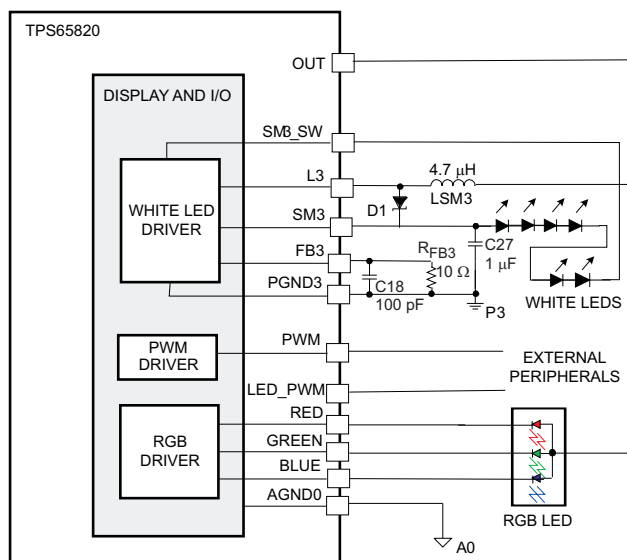 TPS65820
OUT
DISPLAY AND I/O
SM3_SW
4.7 μH
L3
LSM3
D1
WHITE LED
DRIVER
SM3
C27
1 μF
FB3
RFB3
10 Ω
C18
100 pF
PGND3
P3
WHITE LEDS
PWM
DRIVER
PWM
EXTERNAL
PERIPHERALS
LED_PWM
RED
RGB
DRIVER
GREEN
BLUE
AGND0
RGB LED
A0